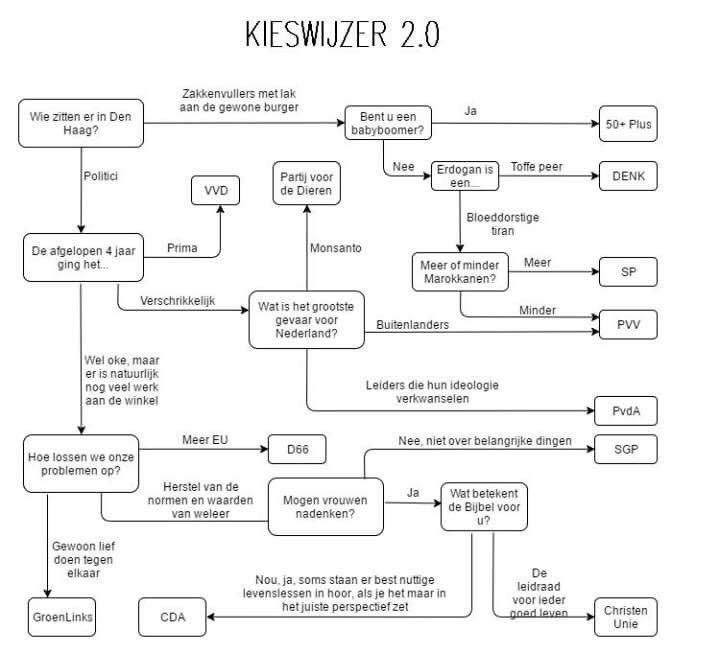 KIESWIJZER 2.0
Zakkenvullers met lak
aan de gewone burger
Wie zitten er in Den
Haag?
Bent u een
babyboomer?
Ja
50+ Plus
Politici
VVD
Partij voor
de Dieren
Nee
Erdogan is
een...
Toffe peer
DENK
De afgelopen 4 jaar
ging het...
Prima
Monsanto
Bloeddorstige
tiran
Meer of minder
Marokkanen?
Meer
SP
Verschrikkelijk
Wat is het grootste
gevaar voor
Nederland?
Minder
Buitenlanders
PVV
Wel oke, maar
er is natuurlijk
nog veel werk
aan de winkel
Leiders die hun ideologie
verkwanselen
PvdA
Hoe lossen we onze
problemen op?
Meer EU
D66
Nee, niet over belangrijke dingen
SGP
Herstel van de
normen en waarden
van weleer
Mogen vrouwen
nadenken?
Ja
Wat betekent
de Bijbel voor
u?
Gewoon lief
doen tegen
elkaar
Nou, ja, soms staan er best nuttige
levenslessen in hoor, als je het maar in
het juiste perspectief zet
De
leidraad
voor ieder
goed leven
GroenLinks
CDA
Christen
Unie